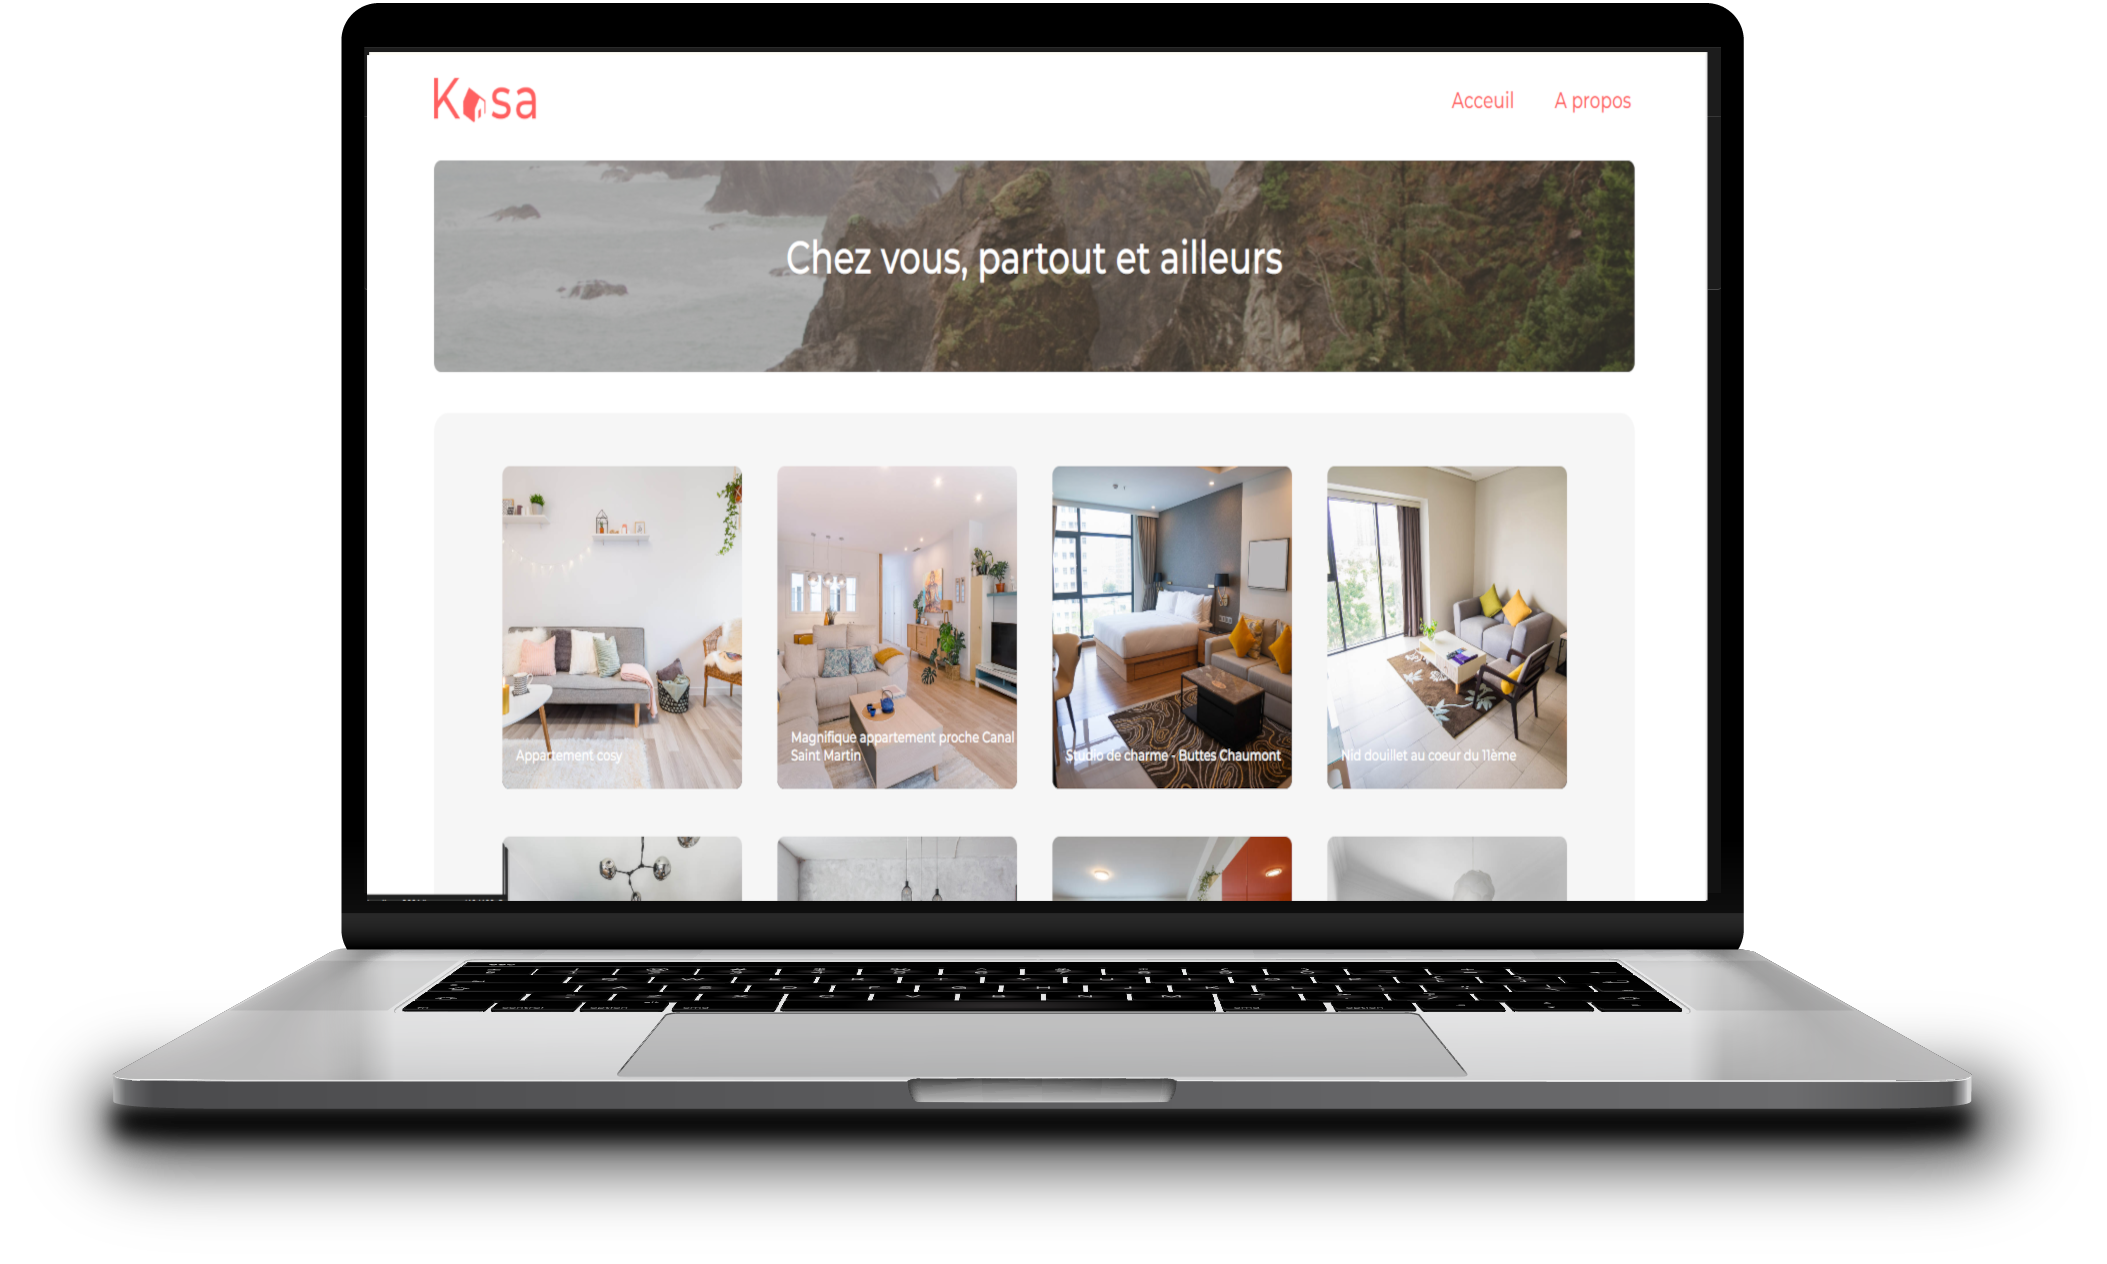 Kasa
Acceuil
A propos
Chez vous, partout et ailleurs
Appartement cosy
Magnifique appartement proche Canal
Saint Martin
Studio de charme - Buttes Chaumont
Nid douillet au coeur du 11ème